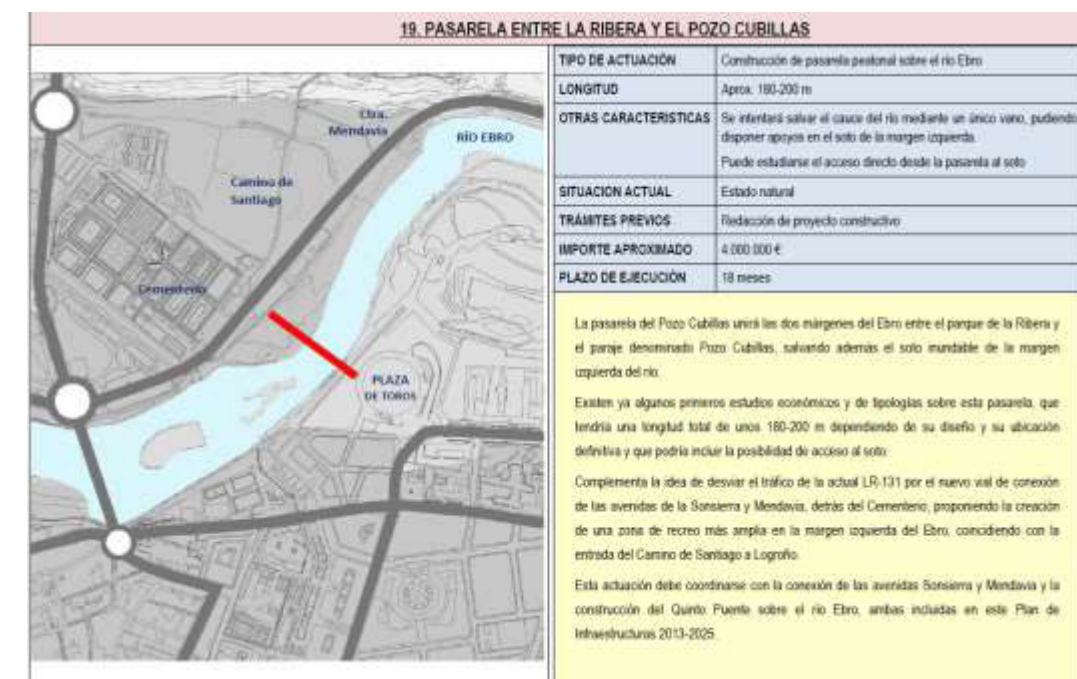 19. PASARELA ENTRE LA RIBERA Y EL POZO CUBILLAS
Ctra.
Mendavia
RÍO EBRO
Camino de
Santiago
Cementerio
PLAZA
DE TOROS
TIPO DE ACTUACIÓN Construcción de pasarela peatonal sobre el río Ebro
LONGITUD Aprox. 180-200 m
OTRAS CARACTERISTICAS Se intentará salvar el cauce del río mediante un único vano, pudiendo
disponer apoyos en el soto de la margen izquierda.
Puede estudiarse el acceso directo desde la pasarela al soto
SITUACION ACTUAL Estado natural
TRÁMITES PREVIOS Redacción de proyecto constructivo
IMPORTE APROXIMADO 4.000.000 €
PLAZO DE EJECUCIÓN 18 meses
La pasarela del Pozo Cubillas unirá las dos márgenes del Ebro entre el parque de la Ribera y
el paraje denominado Pozo Cubillas, salvando además el soto inundable de la margen
izquierda del río.
Existen ya algunos primeros estudios económicos y de tipologías sobre esta pasarela, que
tendría una longitud total de unos 180-200 m dependiendo de su diseño y su ubicación
definitiva y que podría incluir la posibilidad de acceso al soto.
Complementa la idea de desviar el tráfico de la actual LR-131 por el nuevo vial de conexión
de las avenidas de la Sonsierra y Mendavia, detrás del Cementerio, proponiendo la creación
de una zona de recreo más amplia en la margen izquierda del Ebro, coincidiendo con la
entrada del Camino de Santiago a Logroño.
Esta actuación debe coordinarse con la conexión de las avenidas Sonsierra y Mendavia y la
construcción del Quinto Puente sobre el río Ebro, ambas incluidas en este Plan de
Infraestructuras 2013-2025.